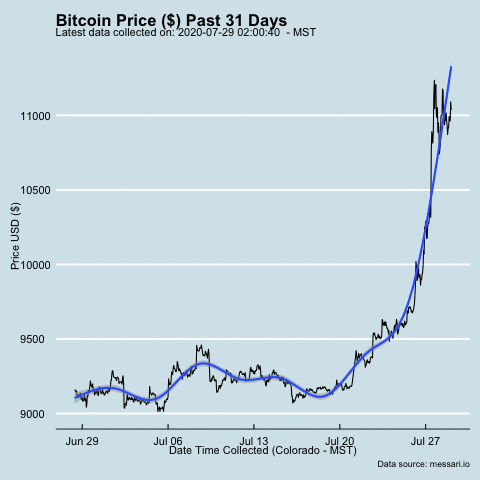 Bitcoin Price ($) Past 31 Days
Latest data collected on: 2020-07-29 02:00:40  - MST
Price USD ($)
11000
10500
10000
9500
9000
Jun 29 Jul 06 Jul 13 Jul 20 Jul 27
Date Time Collected (Colorado - MST)
Data source: messari.io